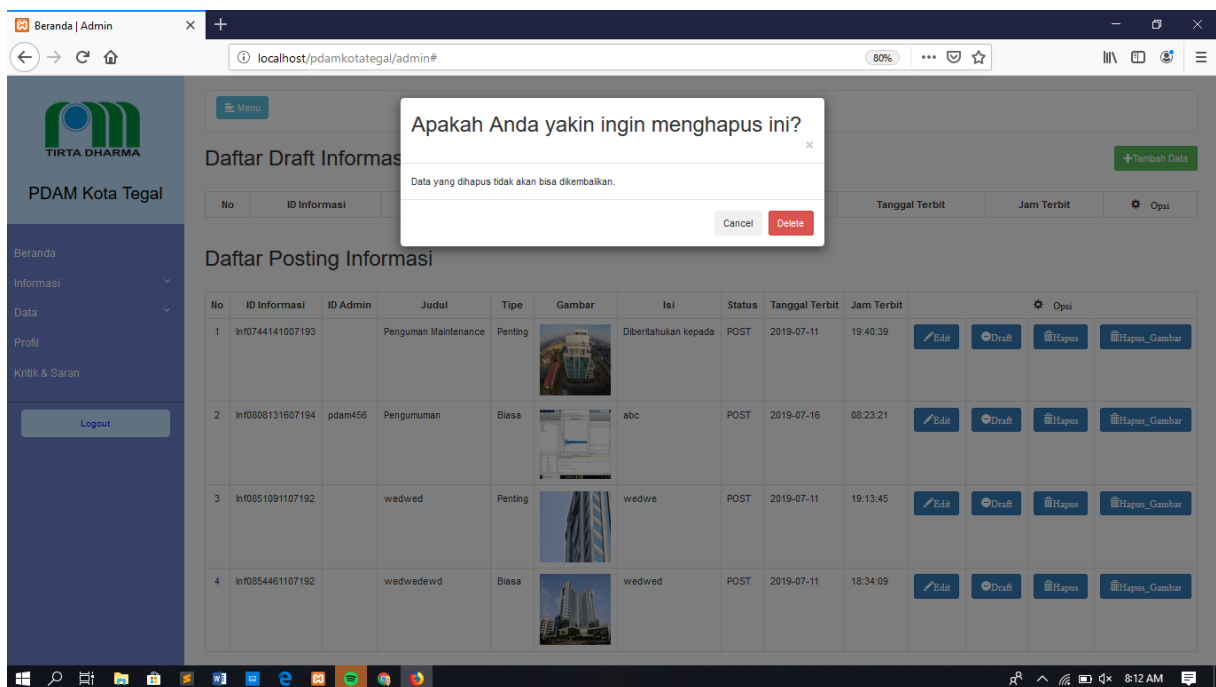 Beranda | Admin
localhost/pdamkotategal/admin#
80%
TIRTA DHARMA
PDAM Kota Tegal
Beranda
Informasi
Data
Profil
Kritik & Saran
Logout
Menu
Apakah Anda yakin ingin menghapus ini?
×
Data yang dihapus tidak akan bisa dikembalikan.
Cancel Delete
Daftar Draft Informas
+Tambah Data
No ID Informasi Tanggal Terbit Jam Terbit Opsi
Daftar Posting Informasi
No ID Informasi ID Admin Judul Tipe Gambar Isi Status Tanggal Terbit Jam Terbit Opsi
1 Inf0744141007193 Penguman Maintenance Penting Diberitahukan kepada POST 2019-07-11 19:40:39 Edit Draft Hapus Hapus_Gambar
2 Inf0808131607194 pdam456 Pengumuman Biasa abc POST 2019-07-16 08:23:21 Edit Draft Hapus Hapus_Gambar
3 Inf0851091107192 wedwed Penting wedwe POST 2019-07-11 19:13:45 Edit Draft Hapus Hapus_Gambar
4 Inf0854461107192 wedwedewd Biasa wedwed POST 2019-07-11 18:34:09 Edit Draft Hapus Hapus_Gambar
8:12 AM